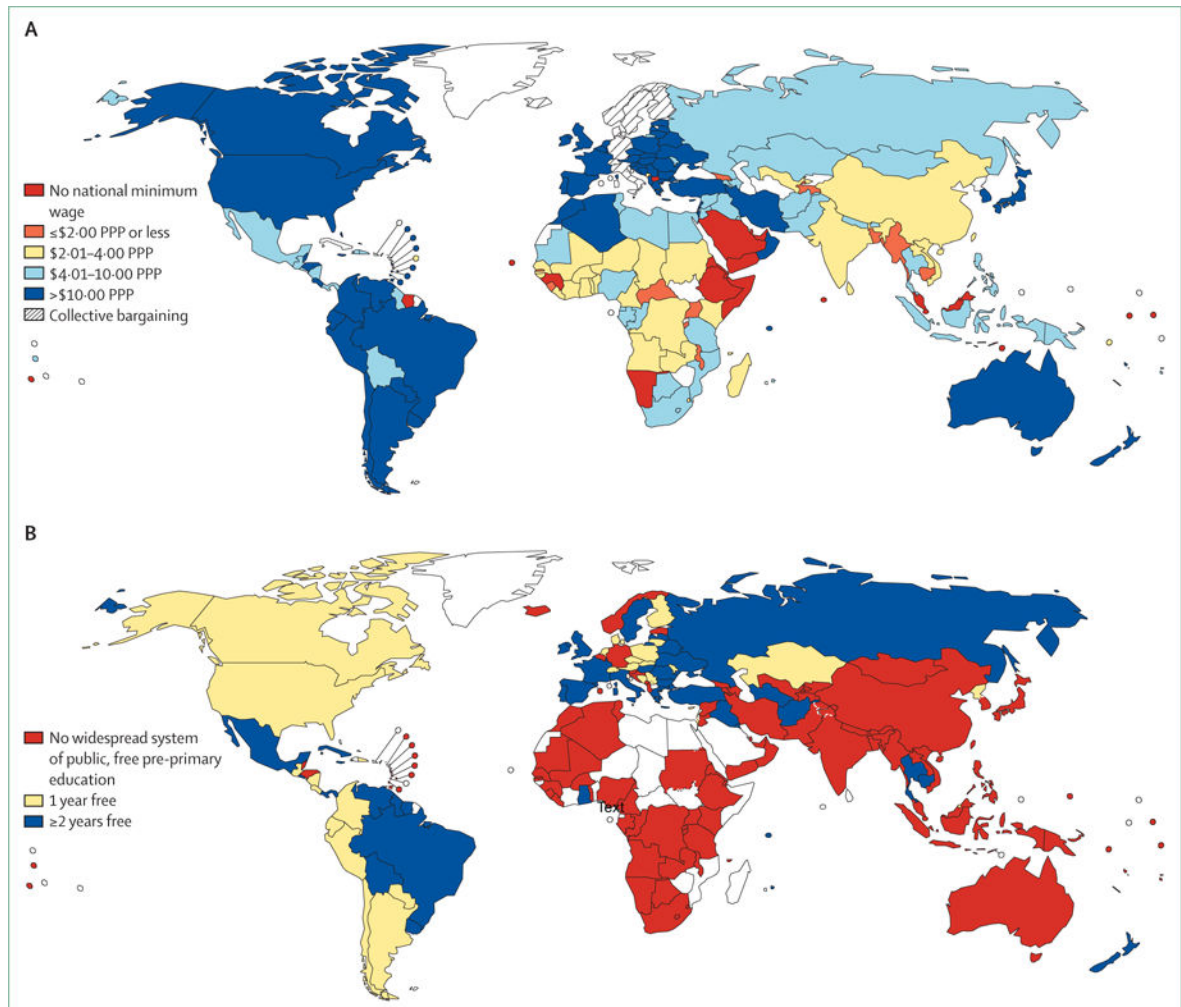 A
No national minimum
wage
≤$2·00 PPP or less
$2·01–4·00 PPP
$4·01–10·00 PPP
>$10·00 PPP
Collective bargaining
B
No widespread system
of public, free pre-primary
education
1 year free
≥2 years free
Text